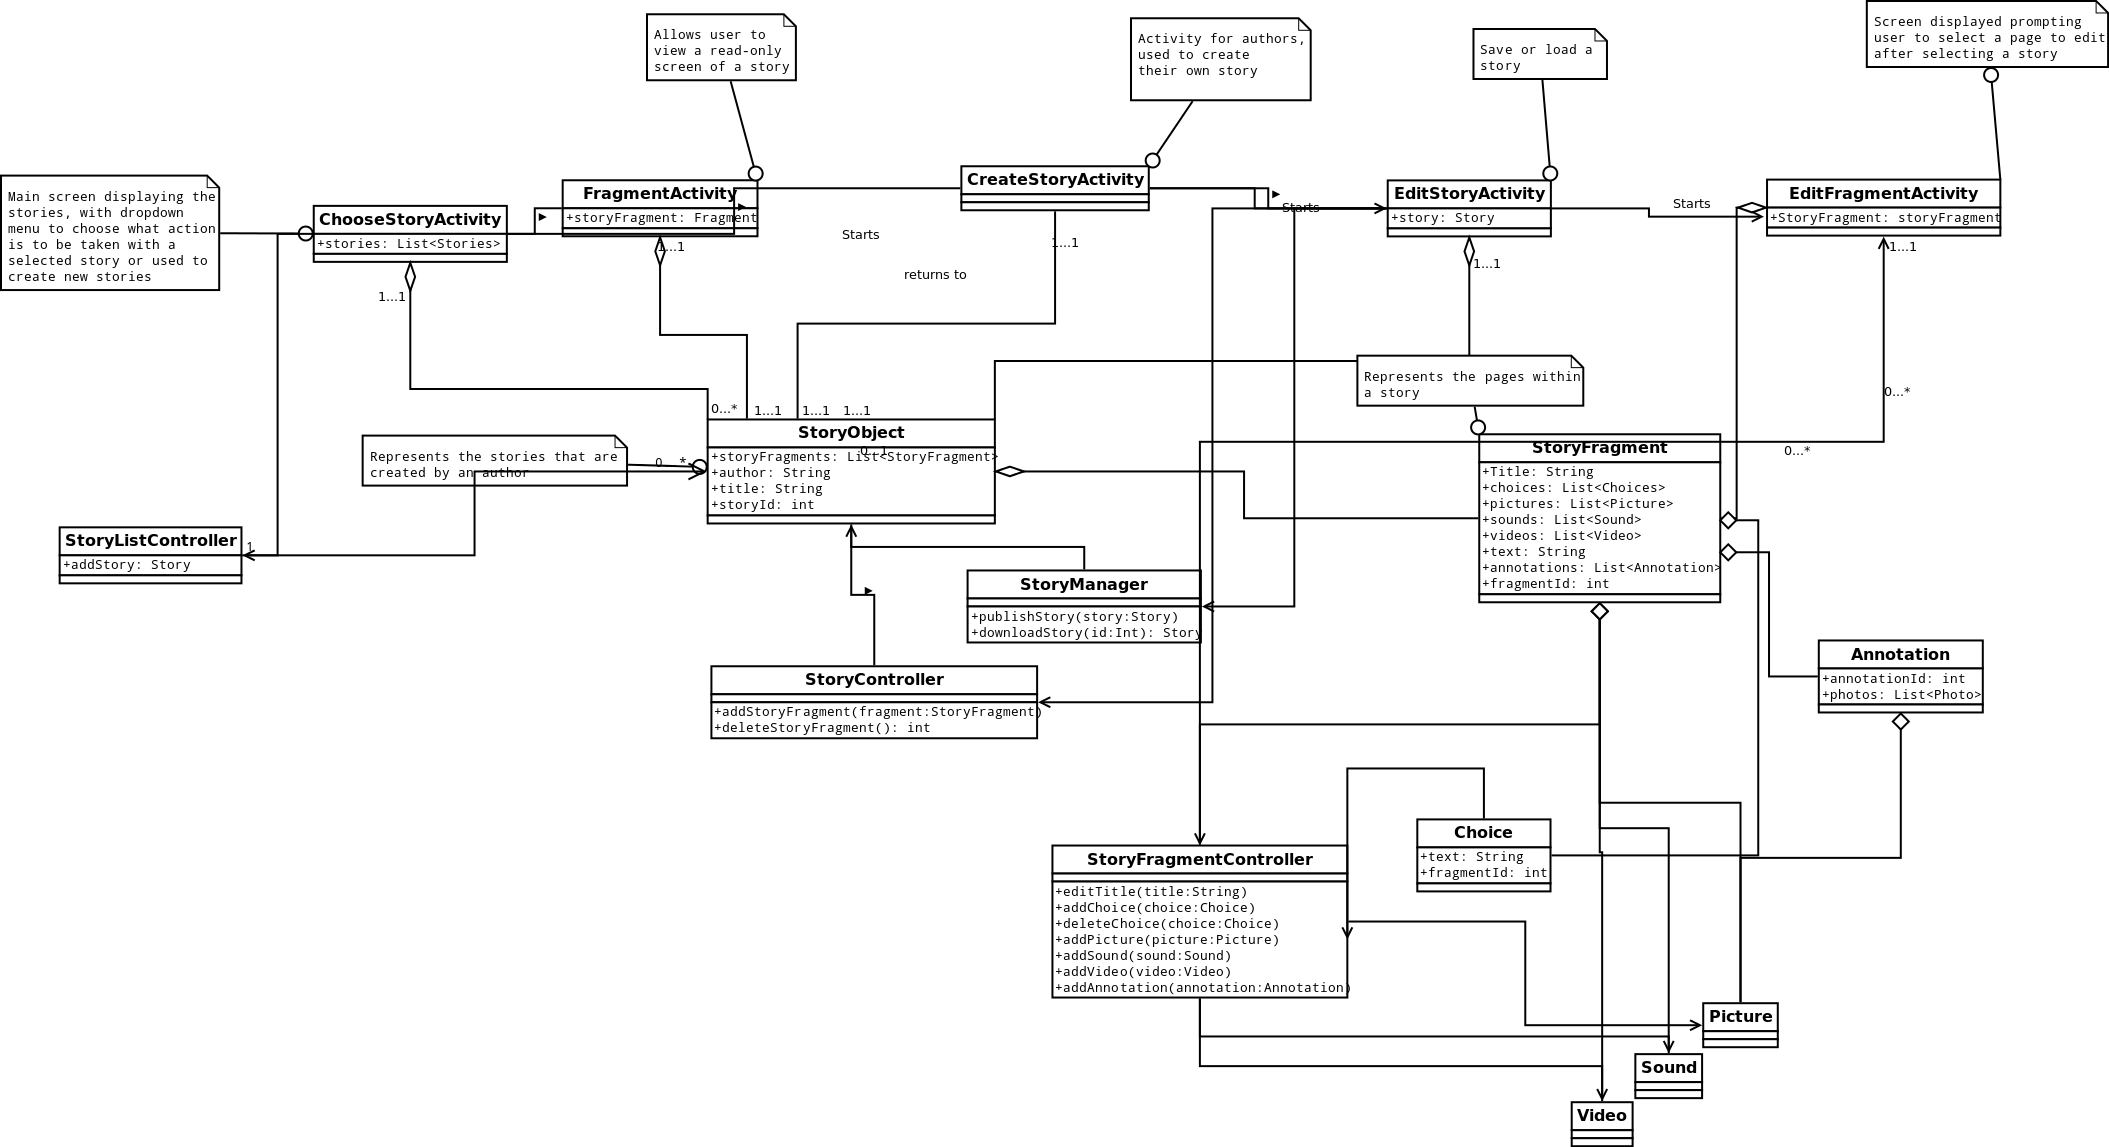 Allows user to
view a read-only
screen of a story
Activity for authors,
used to create
their own story
Save or load a
story
Screen displayed prompting
user to select a page to edit
after selecting a story
Main screen displaying the
stories, with dropdown
menu to choose what action
is to be taken with a
selected story or used to
create new stories
ChooseStoryActivity
+stories: List<Stories>
1...1
FragmentActivity
+storyFragment: Fragment
1...1
Starts
returns to
CreateStoryActivity
1...1
Starts
EditStoryActivity
+story: Story
1...1
Starts
EditFragmentActivity
+StoryFragment: storyFragment
1...1
0...*
0...*
Represents the pages within
a story
0...*
1...1
1...1
1...1
StoryObject
0...1
+storyFragments: List<StoryFragment>
+author: String
+title: String
+storyId: int
Represents the stories that are
created by an author
0...*
StoryListController
+addStory: Story
1
StoryFragment
+Title: String
+choices: List<Choices>
+pictures: List<Picture>
+sounds: List<Sound>
+videos: List<Video>
+text: String
+annotations: List<Annotation>
+fragmentId: int
StoryManager
+publishStory(story:Story)
+downloadStory(id:Int): Story
StoryController
+addStoryFragment(fragment:StoryFragment)
+deleteStoryFragment(): int
Annotation
+annotationId: int
+photos: List<Photo>
Choice
+text: String
+fragmentId: int
StoryFragmentController
+editTitle(title:String)
+addChoice(choice:Choice)
+deleteChoice(choice:Choice)
+addPicture(picture:Picture)
+addSound(sound:Sound)
+addVideo(video:Video)
+addAnnotation(annotation:Annotation)
Picture
Sound
Video